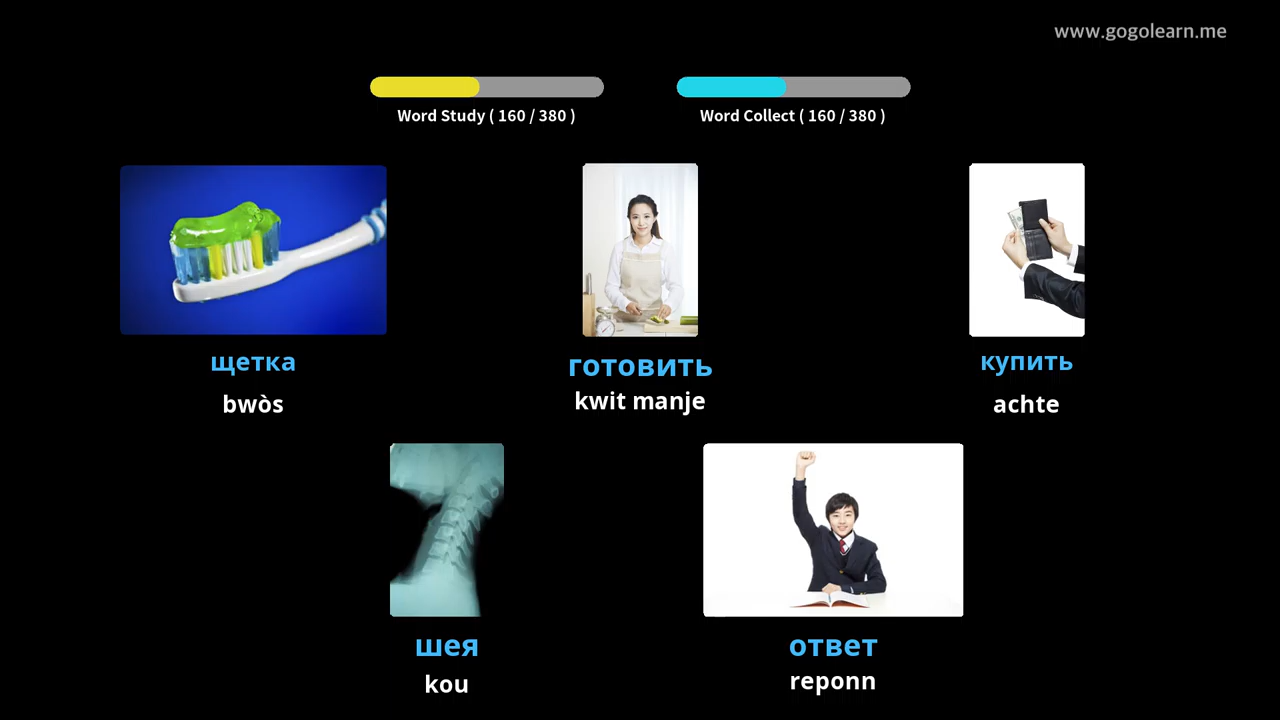 www.gogolearn.me
Word Study ( 160 / 380 )
Word Collect ( 160 / 380 )
щетка
bwòs
готовить
kwit manje
купить
achte
шея
kou
ответ
reponn